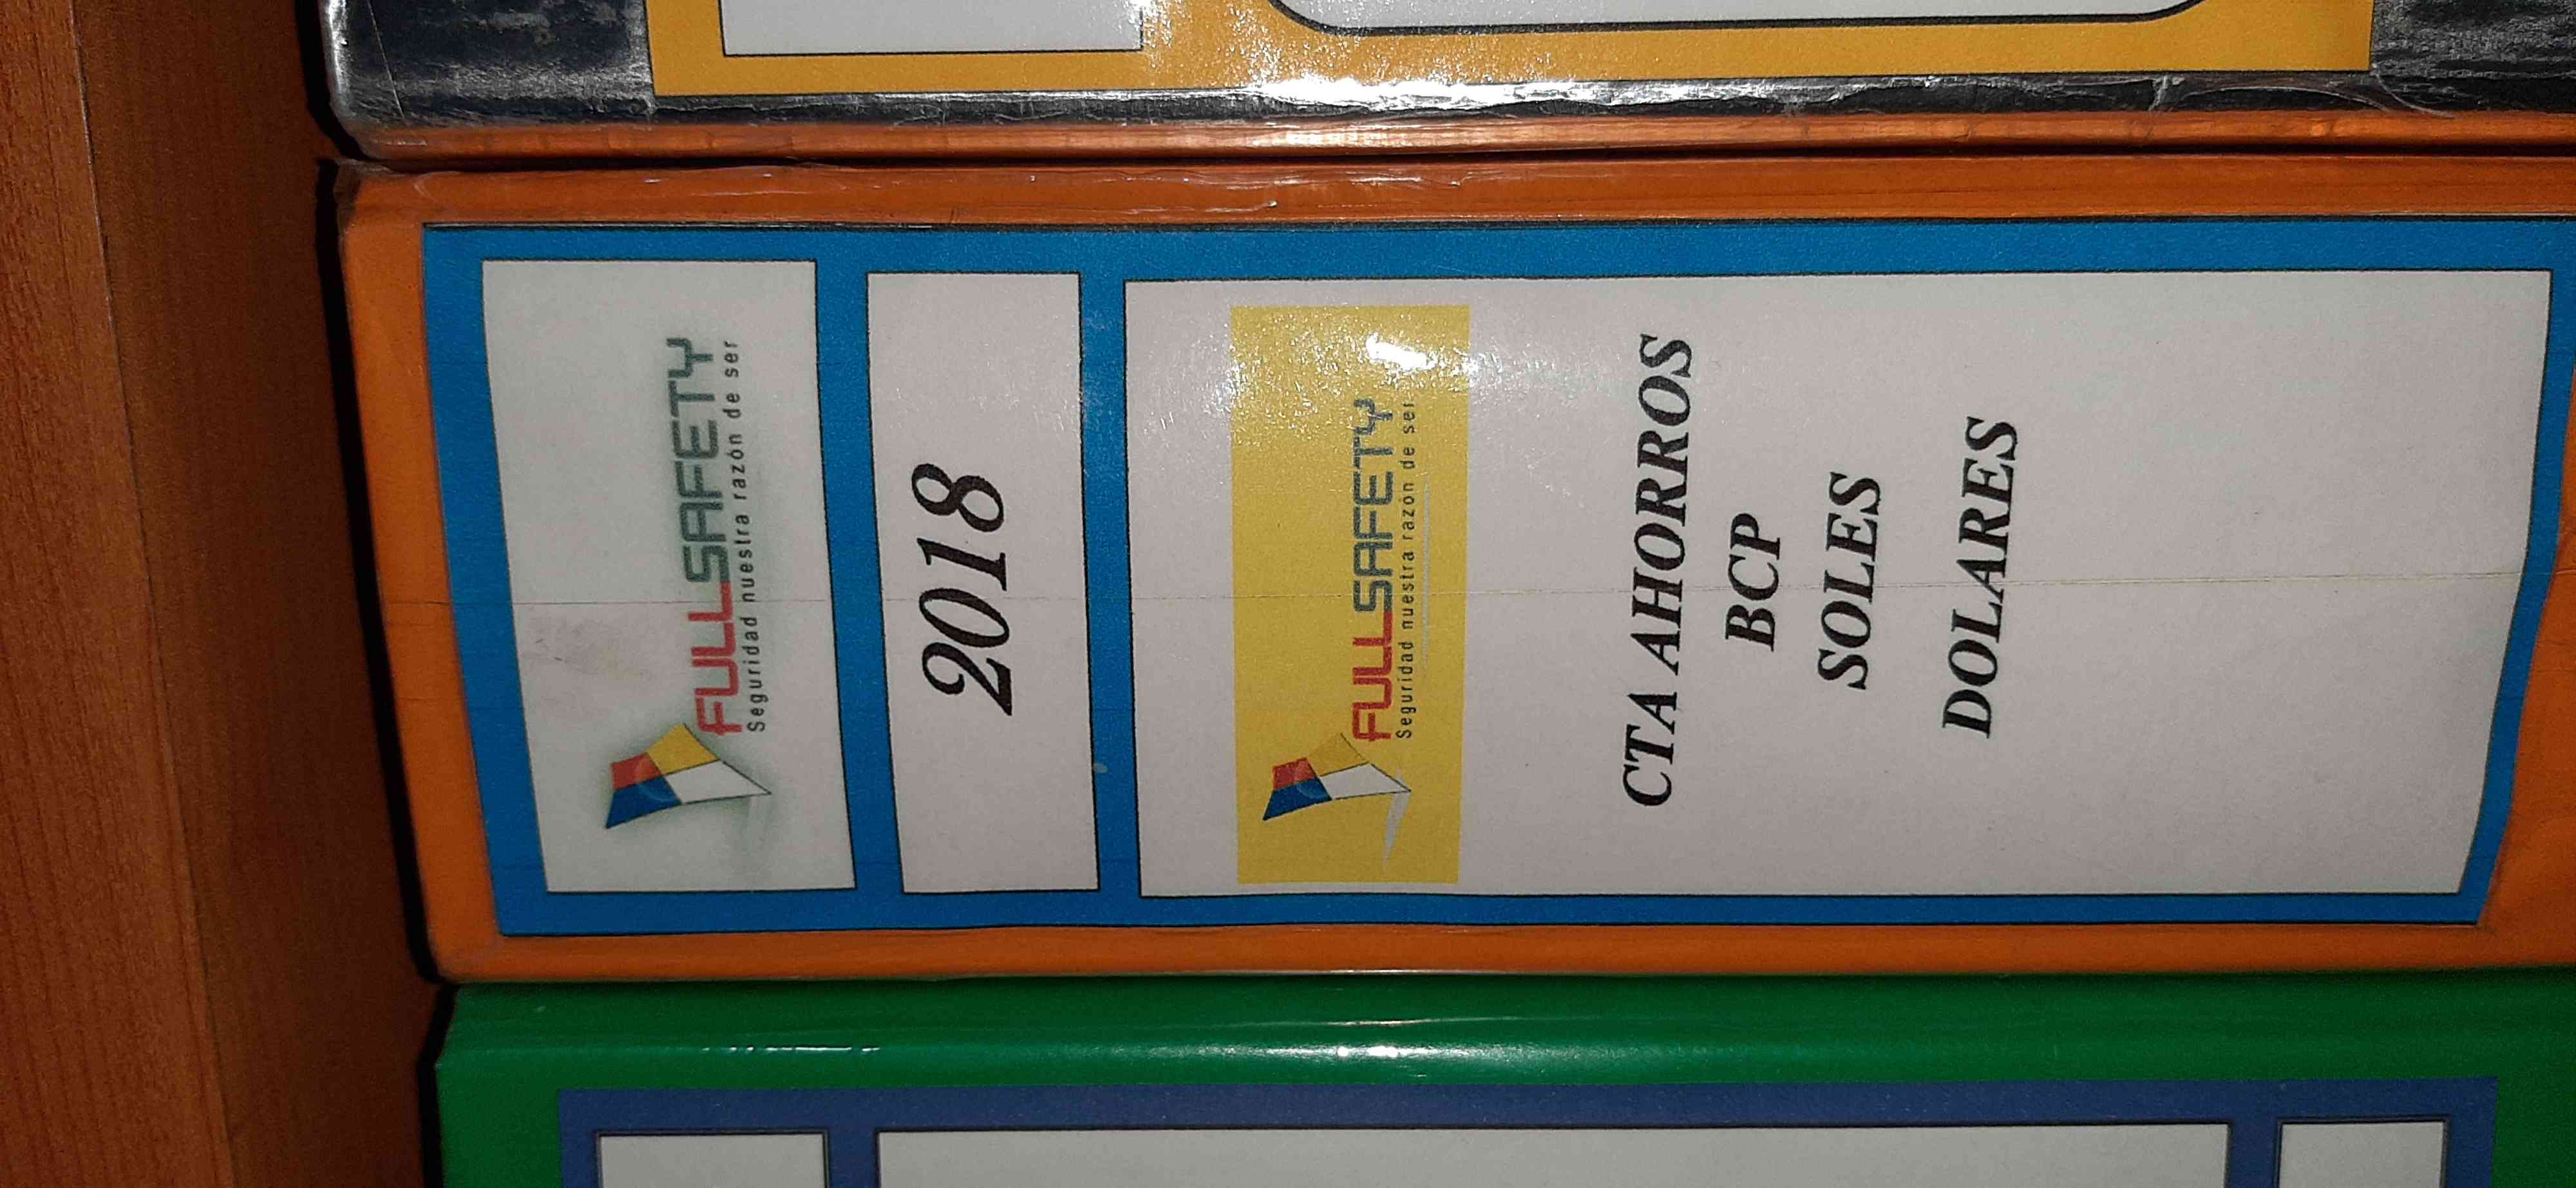 FULLSAFETY
Seguridad nuestra razón de ser
2018
FULLSAFETY
Seguridad nuestra razón de ser
CTA AHORROS
BCP
SOLES
DOLARES